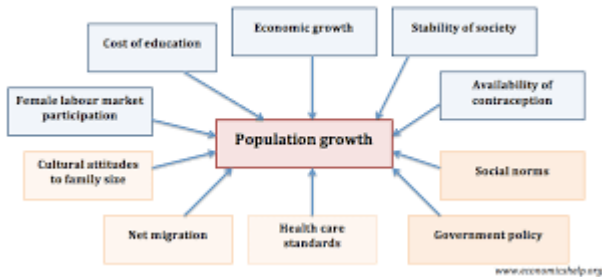 Economic growth
Stability of society
Cost of education
Availability of
contraception
Female labour market
participation
Population growth
Cultural attitudes
to family size
Social norms
Net migration
Health care
standards
Government policy
www.economicshelp.org